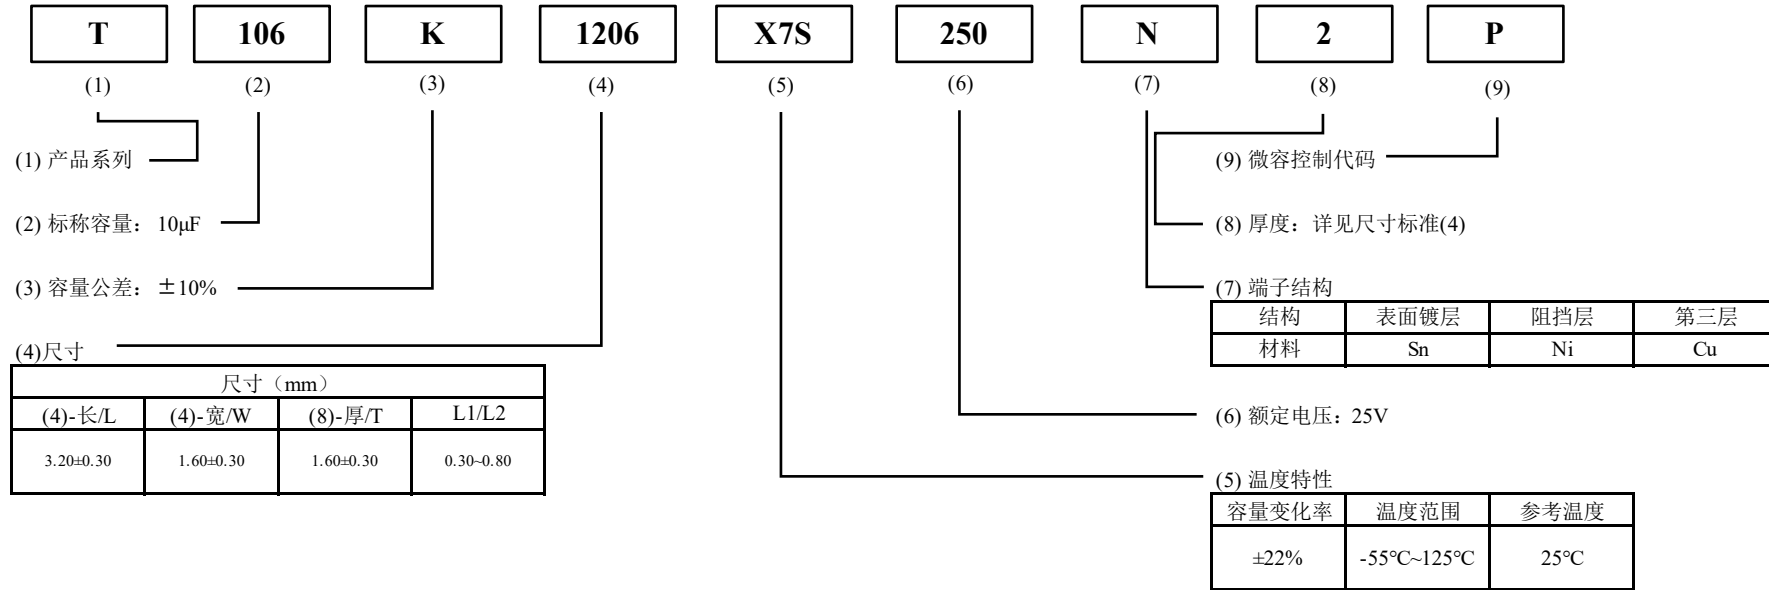 T 106 K 1206 X7S 250 N 2 P
(1) (2) (3) (4) (5) (6) (7) (8) (9)
(1) 产品系列
(9) 微容控制代码
(2) 标称容量： 10μF
(8) 厚度：详见尺寸标准(4)
(3) 容量公差：±10%
(7) 端子结构
结构 表面镀层 阻挡层 第三层
材料 Sn Ni Cu
(4)尺寸
尺寸（mm）
(4)-长/L (4)-宽/W (8)-厚/T L1/L2
3.20±0.30 1.60±0.30 1.60±0.30 0.30~0.80
(6) 额定电压：25V
(5) 温度特性
容量变化率 温度范围 参考温度
±22% -55℃~125℃ 25℃